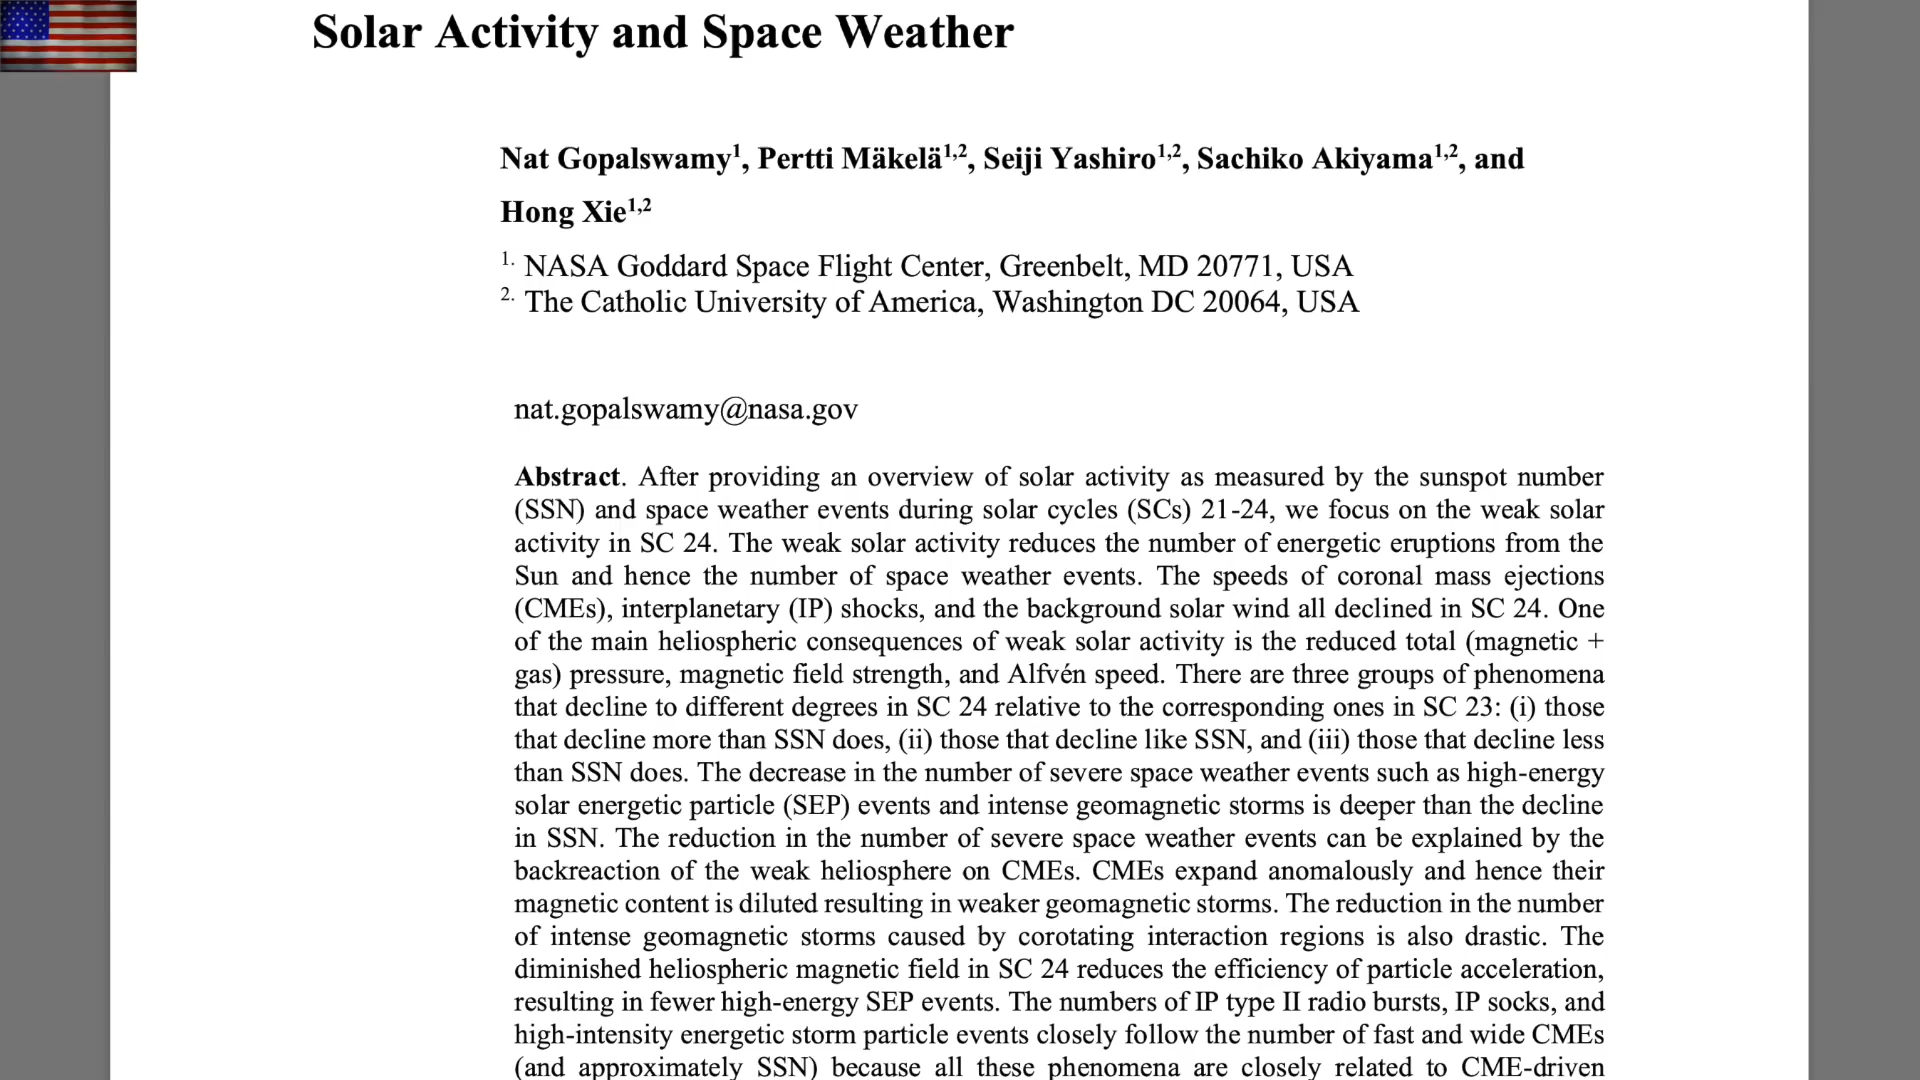 Solar Activity and Space Weather
Nat Gopalswamy1, Pertti Mäkelä1,2, Seiji Yashiro1,2, Sachiko Akiyama1,2, and
Hong Xie1,2
1. NASA Goddard Space Flight Center, Greenbelt, MD 20771, USA
2. The Catholic University of America, Washington DC 20064, USA
nat.gopalswamy@nasa.gov
Abstract. After providing an overview of solar activity as measured by the sunspot number
(SSN) and space weather events during solar cycles (SCs) 21-24, we focus on the weak solar
activity in SC 24. The weak solar activity reduces the number of energetic eruptions from the
Sun and hence the number of space weather events. The speeds of coronal mass ejections
(CMEs), interplanetary (IP) shocks, and the background solar wind all declined in SC 24. One
of the main heliospheric consequences of weak solar activity is the reduced total (magnetic +
gas) pressure, magnetic field strength, and Alfvén speed. There are three groups of phenomena
that decline to different degrees in SC 24 relative to the corresponding ones in SC 23: (i) those
that decline more than SSN does, (ii) those that decline like SSN, and (iii) those that decline less
than SSN does. The decrease in the number of severe space weather events such as high-energy
solar energetic particle (SEP) events and intense geomagnetic storms is deeper than the decline
in SSN. The reduction in the number of severe space weather events can be explained by the
backreaction of the weak heliosphere on CMEs. CMEs expand anomalously and hence their
magnetic content is diluted resulting in weaker geomagnetic storms. The reduction in the number
of intense geomagnetic storms caused by corotating interaction regions is also drastic. The
diminished heliospheric magnetic field in SC 24 reduces the efficiency of particle acceleration,
resulting in fewer high-energy SEP events. The numbers of IP type II radio bursts, IP socks, and
high-intensity energetic storm particle events closely follow the number of fast and wide CMEs
(and approximately SSN) because all these phenomena are closely related to CME-driven